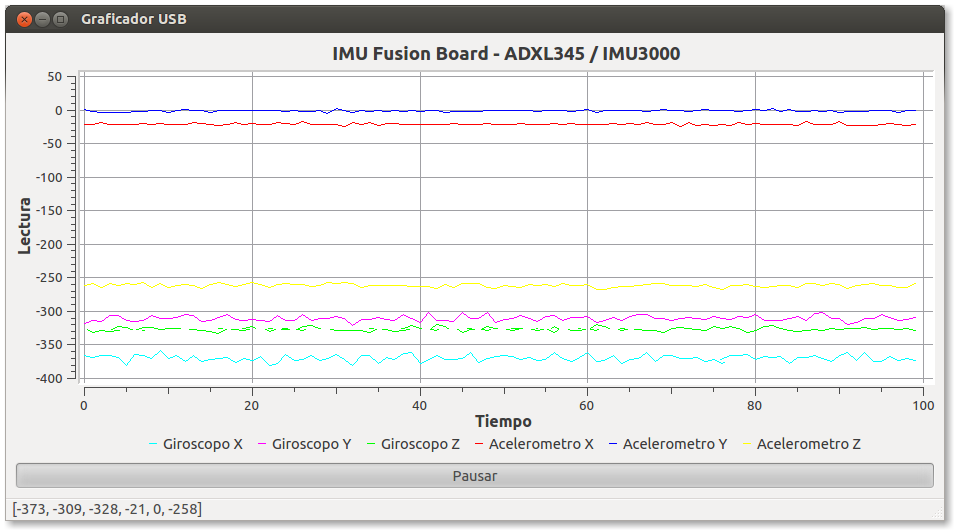 Graficador USB
IMU Fusion Board - ADXL345 / IMU3000
50
0
-50
-100
-150
-200
-250
-300
-350
-400
Lectura
0 20 40 60 80 100
Tiempo
Giroscopo X Giroscopo Y Giroscopo Z Acelerometro X Acelerometro Y Acelerometro Z
Pausar
[-373, -309, -328, -21, 0, -258]